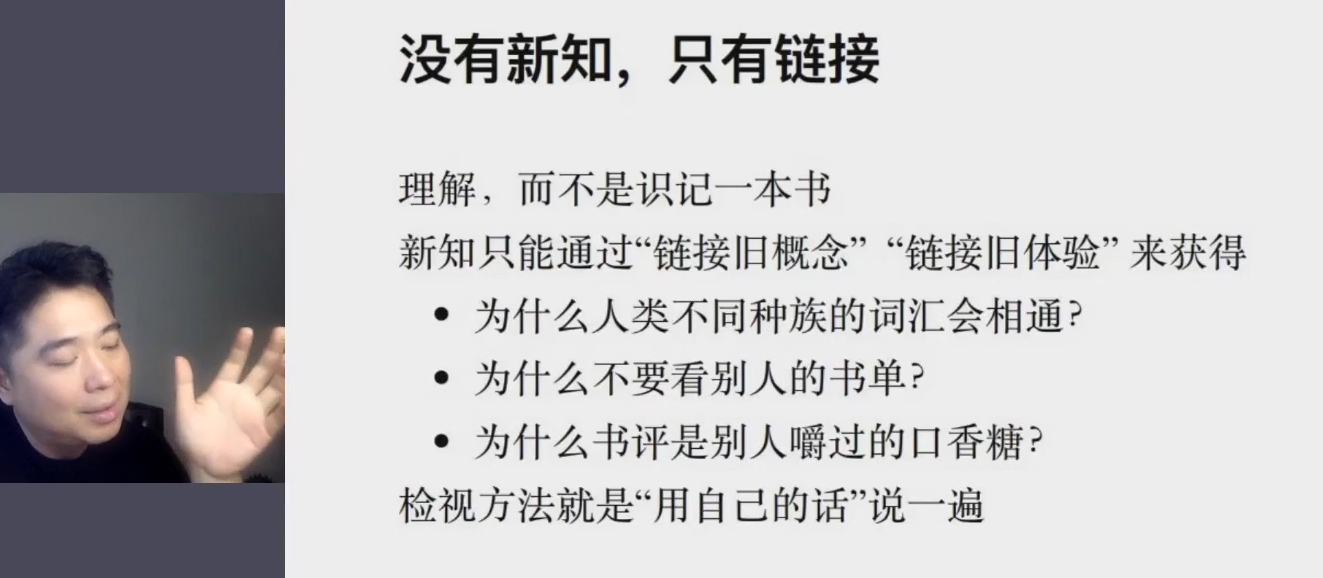 没有新知，只有链接
理解，而不是识记一本书
新知只能通过“链接旧概念” “链接旧体验” 来获得
• 为什么人类不同种族的词汇会相通？
• 为什么不要看别人的书单？
• 为什么书评是别人嚼过的口香糖？
检视方法就是“用自己的话”说一遍